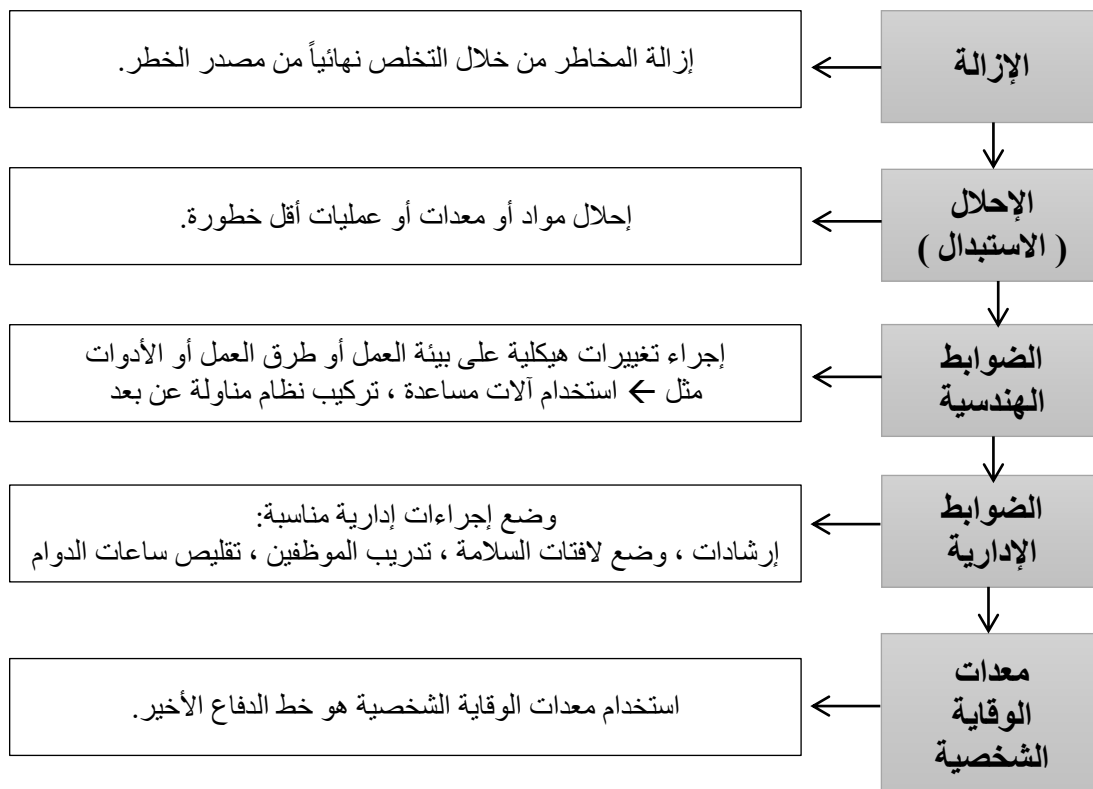 الإزالة
إزالة المخاطر من خلال التخلص نهائياً من مصدر الخطر.
الإحلال
( الاستبدال )
إحلال مواد أو معدات أو عمليات أقل خطورة.
الضوابط
الهندسية
إجراء تغييرات هيكلية على بيئة العمل أو طرق العمل أو الأدوات
مثل ← استخدام آلات مساعدة ، تركيب نظام مناولة عن بعد
الضوابط
الإدارية
وضع إجراءات إدارية مناسبة:
إرشادات ، وضع لافتات السلامة ، تدريب الموظفين ، تقليص ساعات الدوام
معدات
الوقاية
الشخصية
استخدام معدات الوقاية الشخصية هو خط الدفاع الأخير.